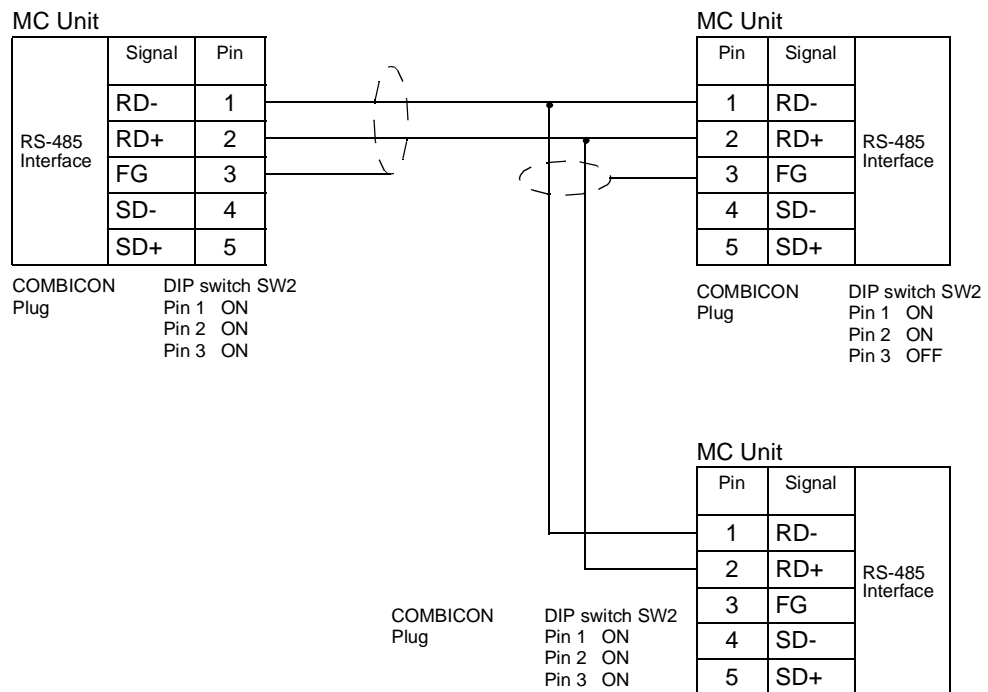 MC Unit
Signal Pin
RD- 1
RD+ 2
FG 3
SD- 4
SD+ 5
RS-485
Interface
COMBICON
Plug
DIP switch SW2
Pin 1 ON
Pin 2 ON
Pin 3 ON
MC Unit
Pin Signal
1 RD-
2 RD+
3 FG
4 SD-
5 SD+
RS-485
Interface
COMBICON
Plug
DIP switch SW2
Pin 1 ON
Pin 2 ON
Pin 3 OFF
MC Unit
Pin Signal
1 RD-
2 RD+
3 FG
4 SD-
5 SD+
RS-485
Interface
COMBICON
Plug
DIP switch SW2
Pin 1 ON
Pin 2 ON
Pin 3 ON